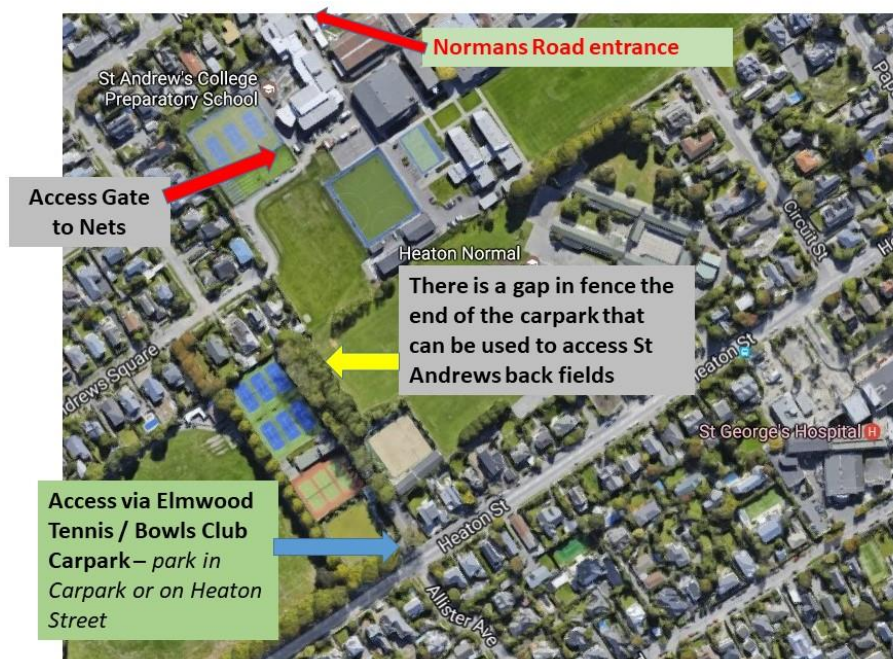 Normans Road entrance
St Andrew's College
Preparatory School
Access Gate
to Nets
Heaton Normal
There is a gap in fence the
end of the carpark that
can be used to access St
Andrews back fields
Circuit St
Heaton St
St George's Hospital
H
Access via Elmwood
Tennis / Bowls Club
Carpark – park in
Carpark or on Heaton
Street
Heaton St
Allister Ave
ndrews Square
Pap
H
N